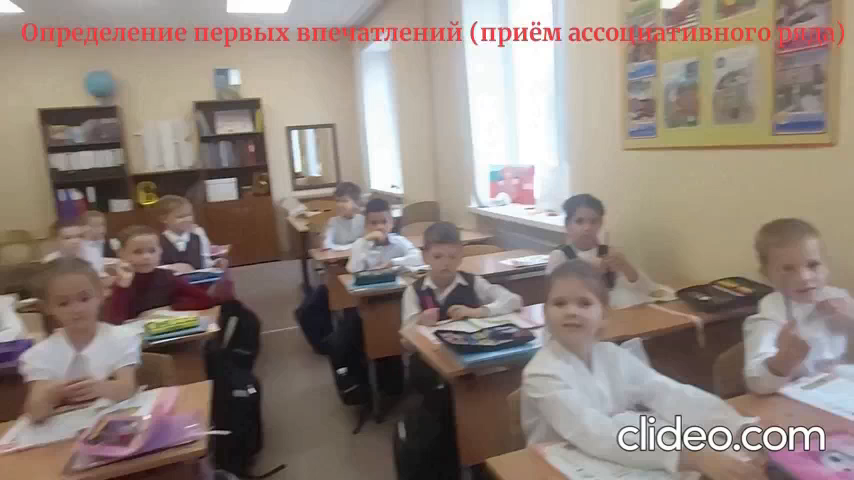 Определение первых впечатлений (приём ассоциативного ряда)
clideo.com